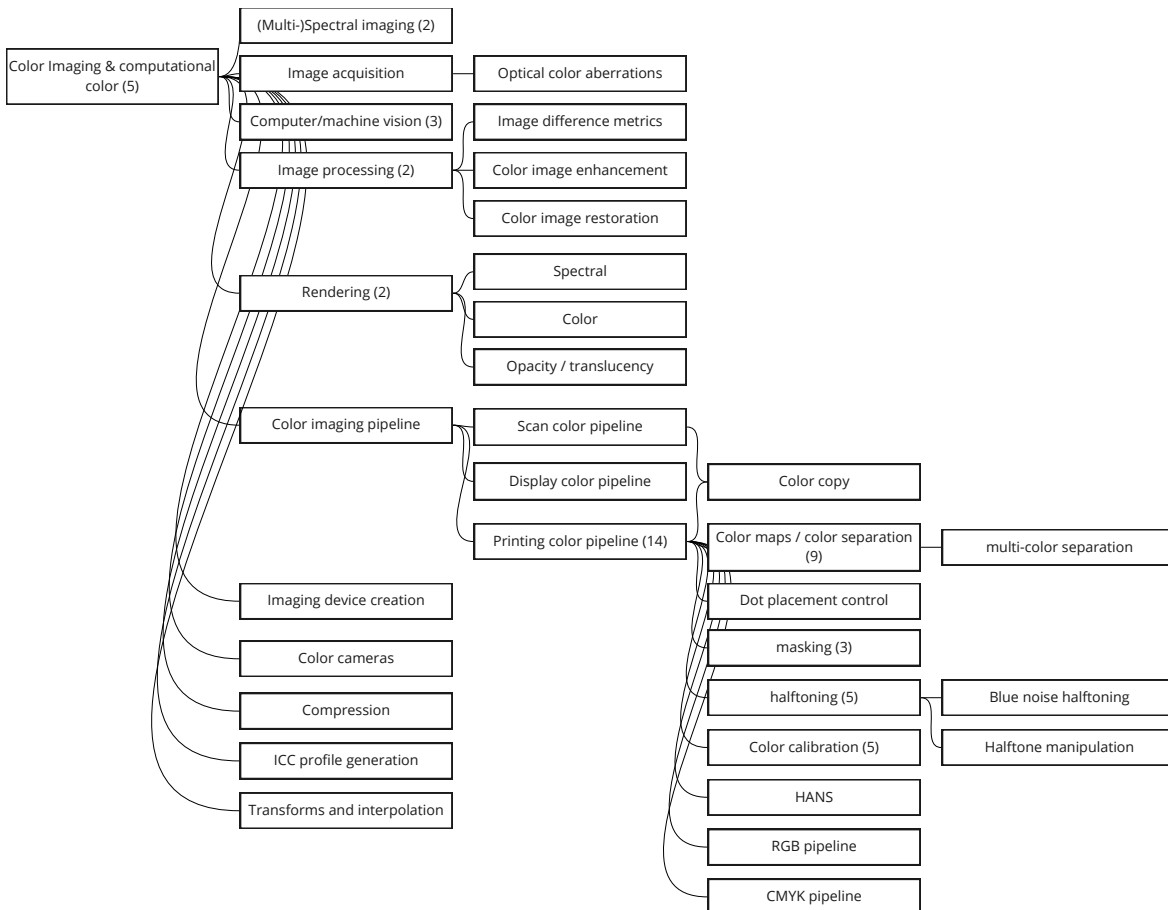 (Multi-)Spectral imaging (2)
Color Imaging & computational
color (5)
Image acquisition
Optical color aberrations
Computer/machine vision (3)
Image difference metrics
Image processing (2)
Color image enhancement
Color image restoration
Spectral
Rendering (2)
Color
Opacity / translucency
Color imaging pipeline
Scan color pipeline
Display color pipeline
Color copy
Printing color pipeline (14)
Color maps / color separation
(9)
multi-color separation
Imaging device creation
Dot placement control
Color cameras
masking (3)
Compression
halftoning (5)
Blue noise halftoning
ICC profile generation
Color calibration (5)
Halftone manipulation
Transforms and interpolation
HANS
RGB pipeline
CMYK pipeline